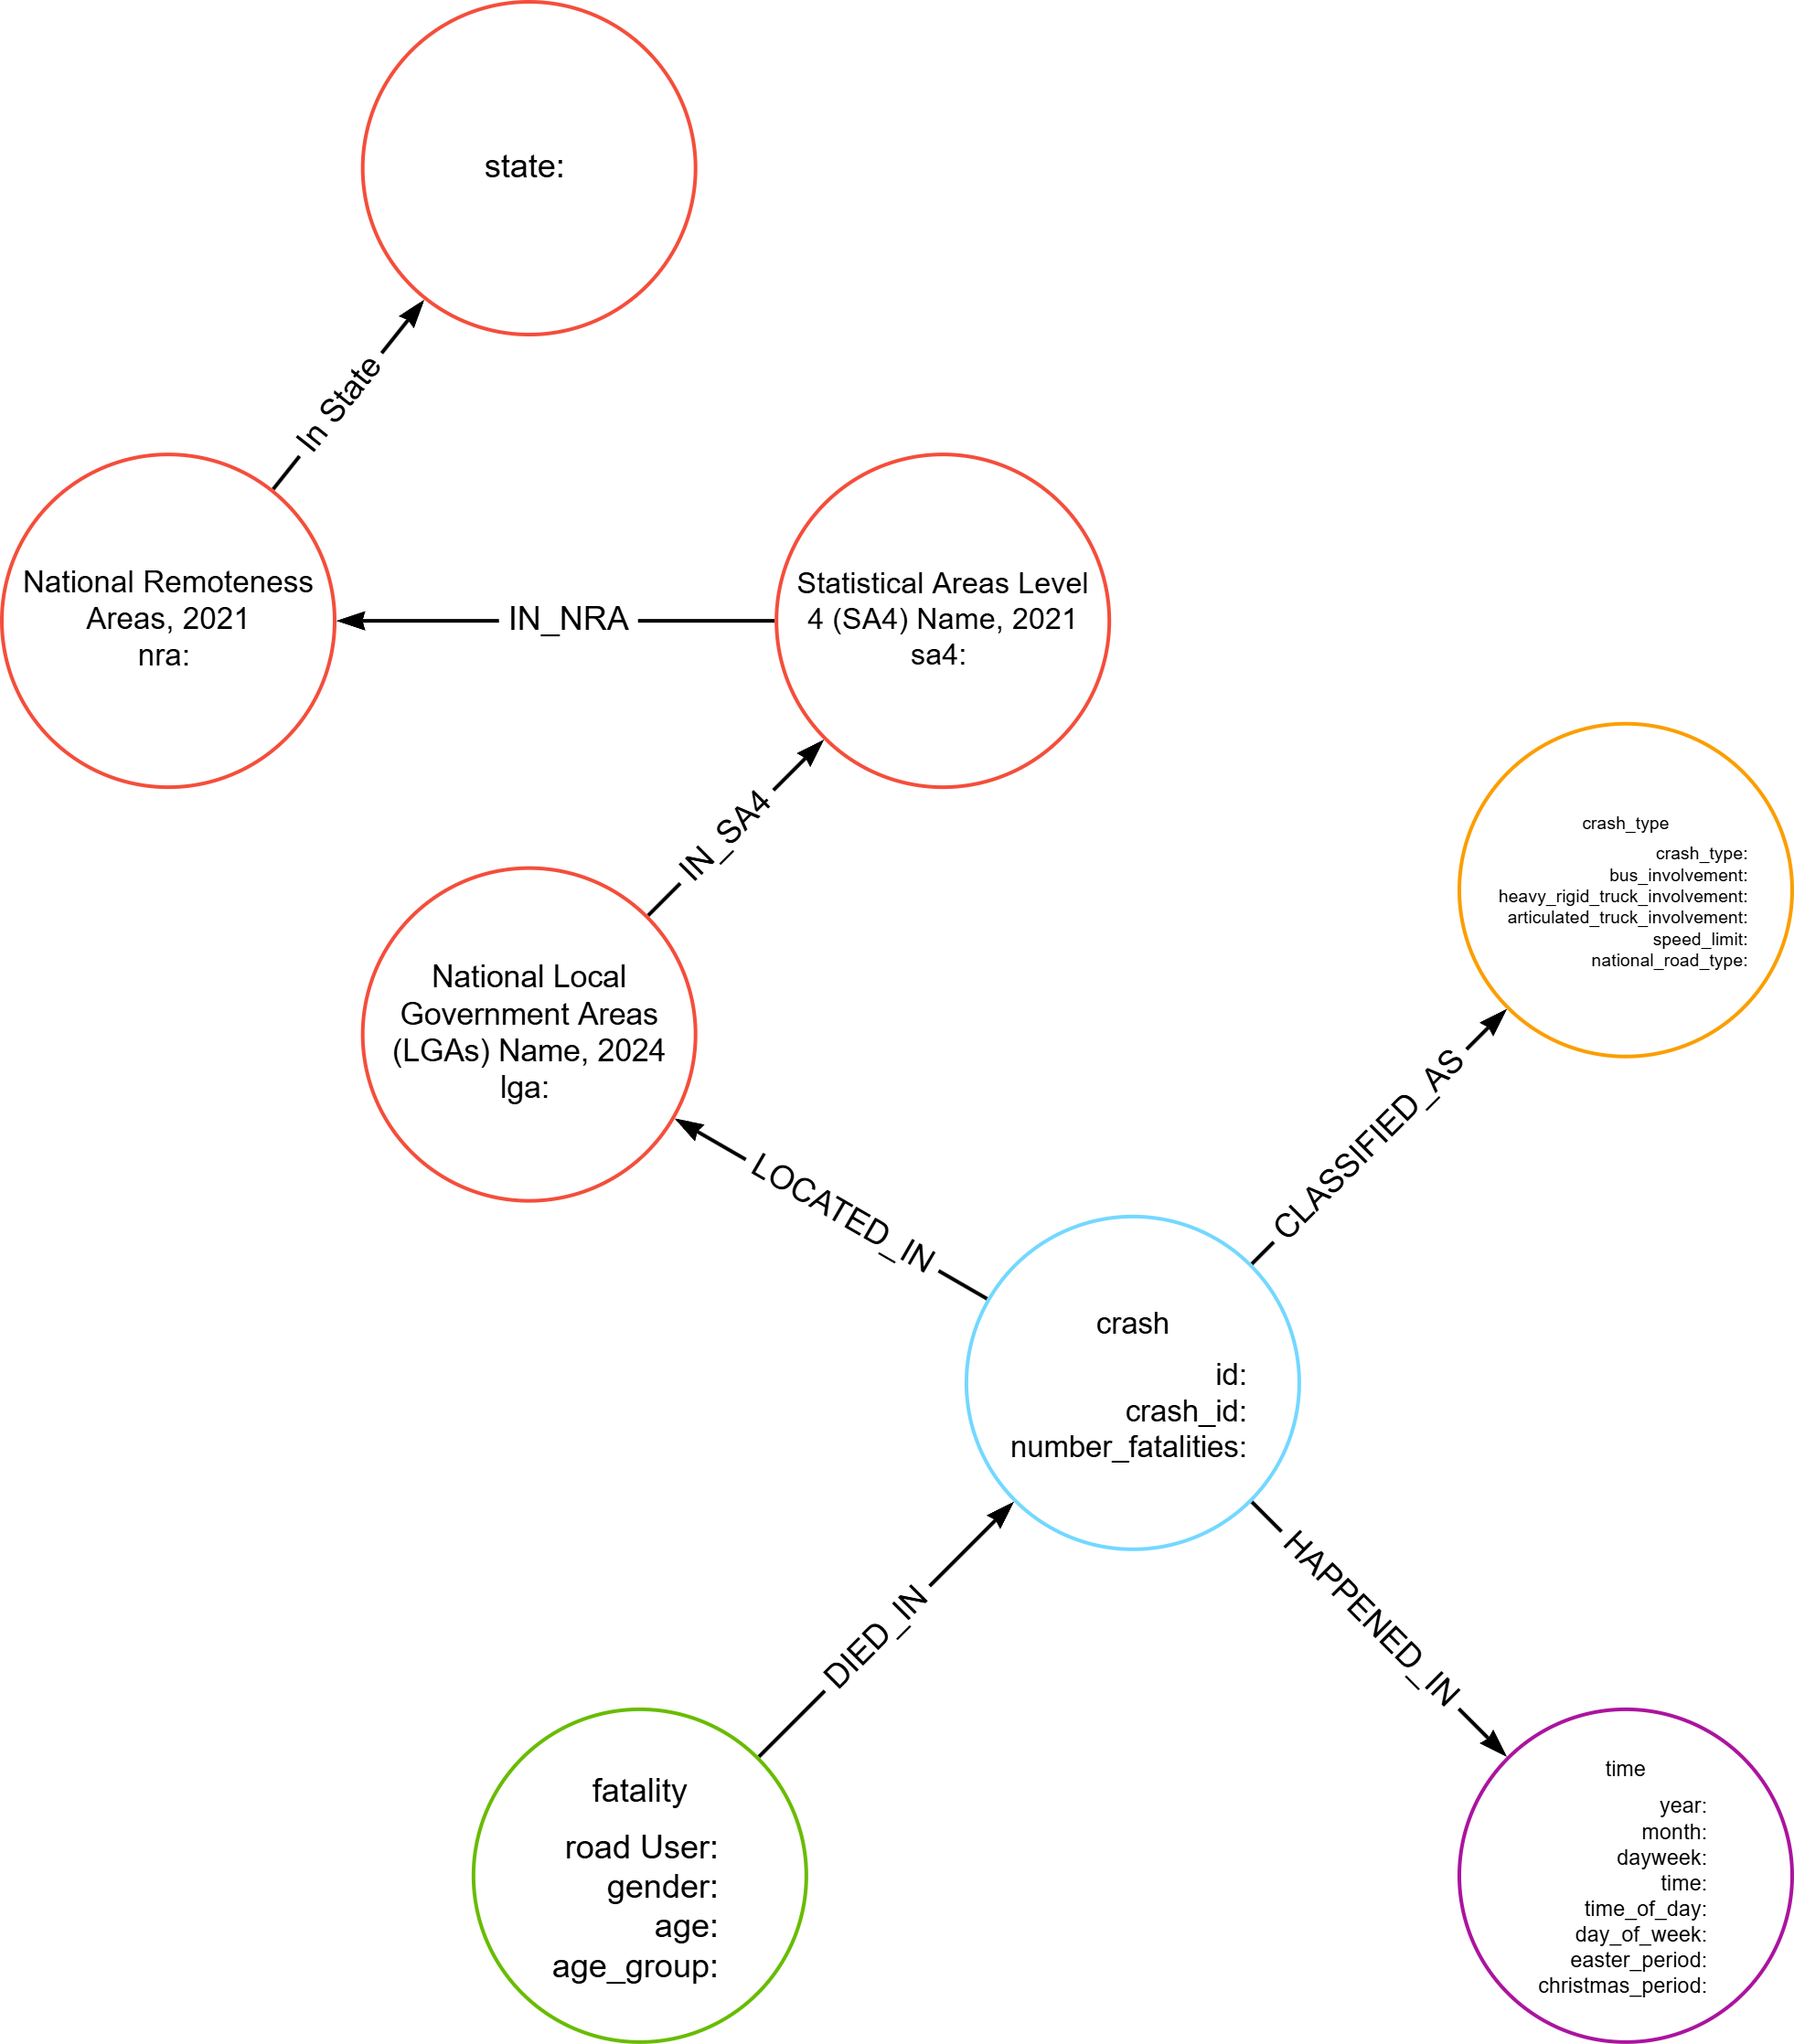 state:
In State
National Remoteness
Areas, 2021
nra:
IN_NRA
Statistical Areas Level
4 (SA4) Name, 2021
sa4:
IN_SA4
National Local
Government Areas
(LGAs) Name, 2024
lga:
LOCATED_IN
crash_type
crash_type:
bus_involvement:
heavy_rigid_truck_involvement:
articulated_truck_involvement:
speed_limit:
national_road_type:
CLASSIFIED_AS
crash
id:
crash_id:
number_fatalities:
DIED_IN
HAPPENED_IN
fatality
road User:
gender:
age:
age_group:
time
year:
month:
dayweek:
time:
time_of_day:
day_of_week:
easter_period:
christmas_period: